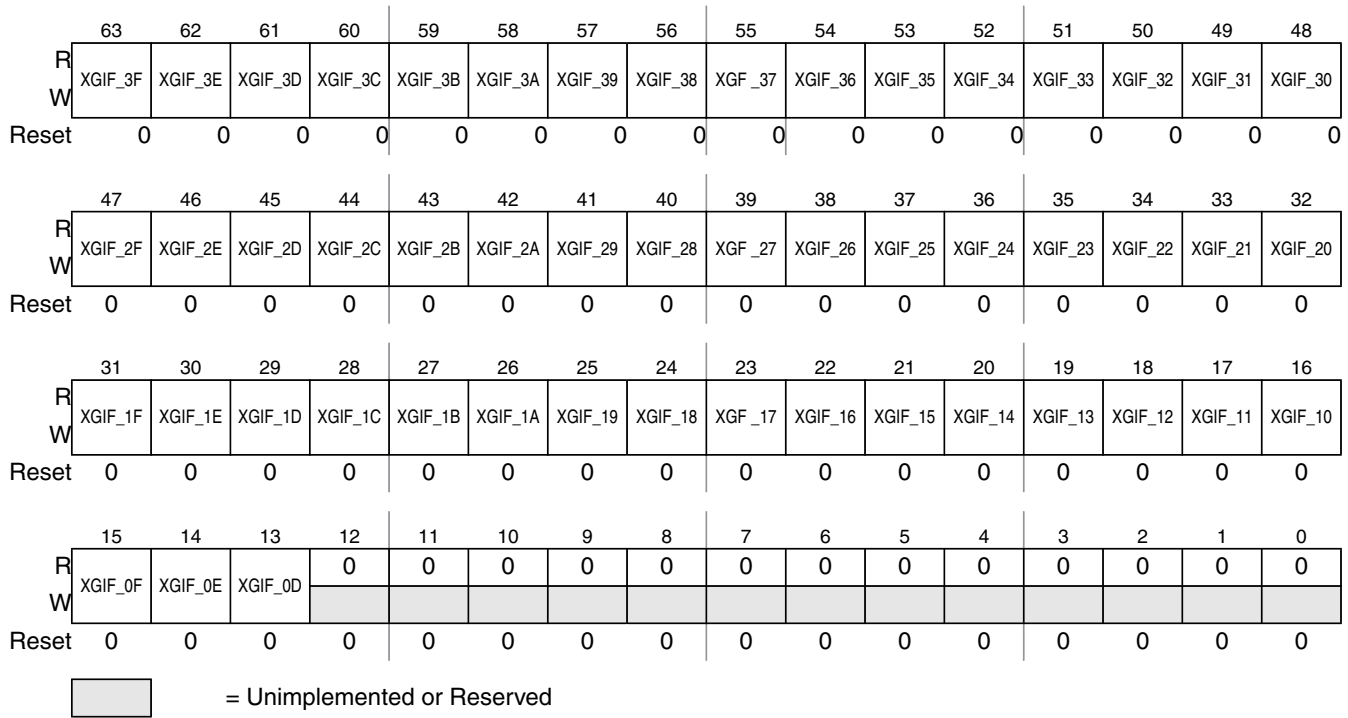 63 62 61 60 59 58 57 56 55 54 53 52 51 50 49 48
R
XGIF_3F XGIF_3E XGIF_3D XGIF_3C XGIF_3B XGIF_3A XGIF_39 XGIF_38 XGF _37 XGIF_36 XGIF_35 XGIF_34 XGIF_33 XGIF_32 XGIF_31 XGIF_30
W
Reset 0 0 0 0 0 0 0 0 0 0 0 0 0 0 0 0
47 46 45 44 43 42 41 40 39 38 37 36 35 34 33 32
R
XGIF_2F XGIF_2E XGIF_2D XGIF_2C XGIF_2B XGIF_2A XGIF_29 XGIF_28 XGF _27 XGIF_26 XGIF_25 XGIF_24 XGIF_23 XGIF_22 XGIF_21 XGIF_20
W
Reset 0 0 0 0 0 0 0 0 0 0 0 0 0 0 0 0
31 30 29 28 27 26 25 24 23 22 21 20 19 18 17 16
R
XGIF_1F XGIF_1E XGIF_1D XGIF_1C XGIF_1B XGIF_1A XGIF_19 XGIF_18 XGF _17 XGIF_16 XGIF_15 XGIF_14 XGIF_13 XGIF_12 XGIF_11 XGIF_10
W
Reset 0 0 0 0 0 0 0 0 0 0 0 0 0 0 0 0
15 14 13 12 11 10 9 8 7 6 5 4 3 2 1 0
R 0 0 0 0 0 0 0 0 0 0 0 0 0
XGIF_0F XGIF_0E XGIF_0D
W
Reset 0 0 0 0 0 0 0 0 0 0 0 0 0 0 0 0
= Unimplemented or Reserved